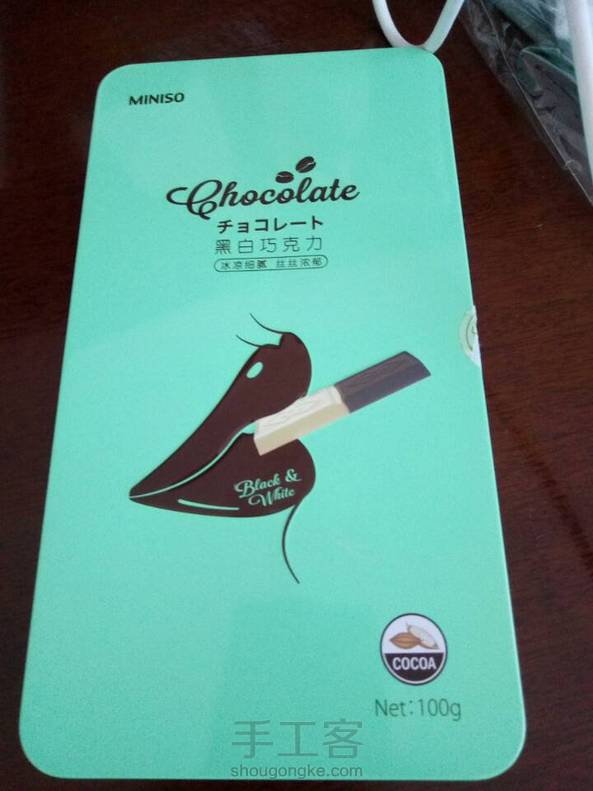 MINISO
Chocolate
チョコレート
黑白巧克力
冰凉细腻 丝丝浓郁
Black &
White
COCOA
Net:100g
手工客
shougongke.com